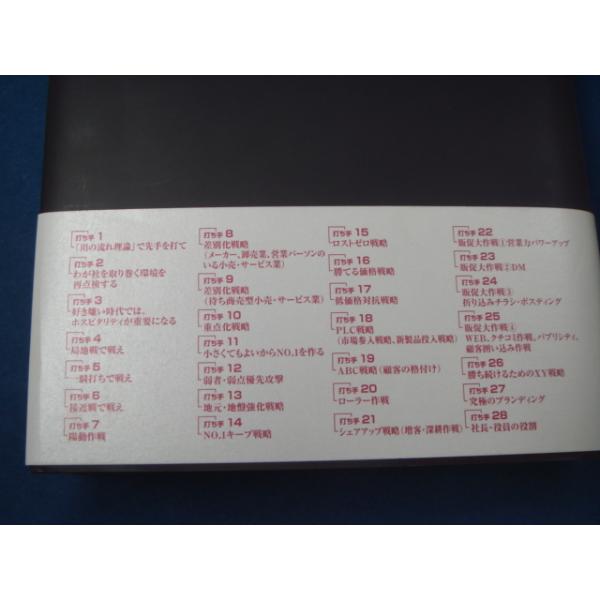 打ち手 1
「川の流れ理論」で先手を打て
打ち手 2
わが社を取り巻く環境を
再点検する
打ち手 3
好き嫌い時代では、
ホスピタリティが重要になる
打ち手 4
局地戦で戦え
打ち手 5
一騎打ちで戦え
打ち手 6
接近戦で戦え
打ち手 7
陽動作戦
打ち手 8
差別化戦略
(メーカー、卸売業、営業パーソンの
いる小売・サービス業)
打ち手 9
差別化戦略
(待ち商売型小売・サービス業)
打ち手 10
重点化戦略
打ち手 11
小さくてもよいからNO.1を作る
打ち手 12
弱者・弱点優先攻撃
打ち手 13
地元・地盤強化戦略
打ち手 14
NO.1キープ戦略
打ち手 15
ロストゼロ戦略
打ち手 16
勝てる価格戦略
打ち手 17
低価格対抗戦略
打ち手 18
PLC戦略
(市場参入戦略、新製品投入戦略)
打ち手 19
ABC戦略(顧客の格付け)
打ち手 20
ローラー作戦
打ち手 21
シェアアップ戦略(増客・深耕作戦)
打ち手 22
販促大作戦①営業力パワーアップ
打ち手 23
販促大作戦②DM
打ち手 24
販促大作戦③
折り込みチラシ・ポスティング
打ち手 25
販促大作戦④
WEB、クチコミ作戦、パブリシティ、
顧客囲い込み作戦
打ち手 26
勝ち続けるためのXY戦略
打ち手 27
究極のブランディング
打ち手 28
社長・役員の役割